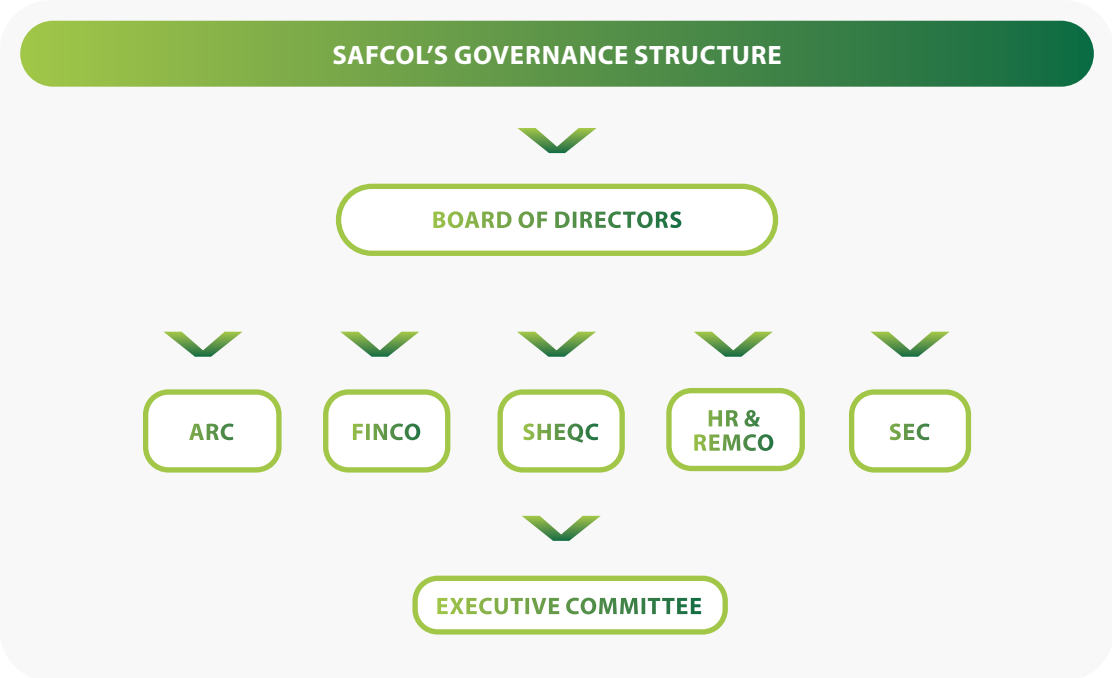 SAFCOL’S GOVERNANCE STRUCTURE
BOARD OF DIRECTORS
ARC
FINCO
SHEQC
HR &
REMCO
SEC
EXECUTIVE COMMITTEE